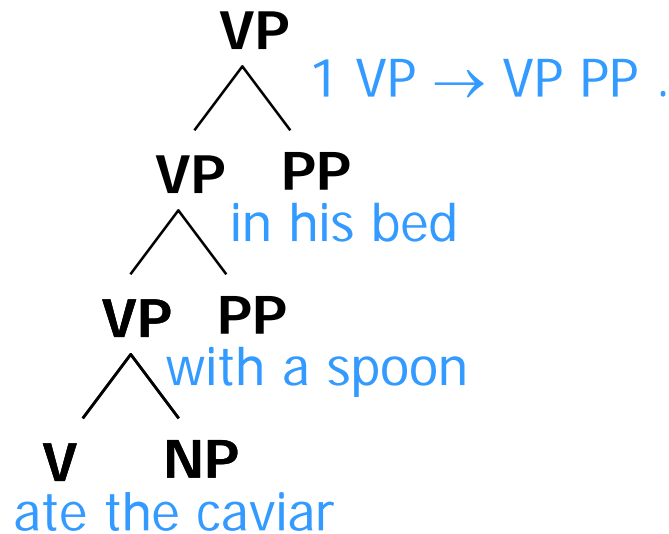 VP
1 VP → VP PP .
VP PP
in his bed
VP PP
with a spoon
V NP
ate the caviar